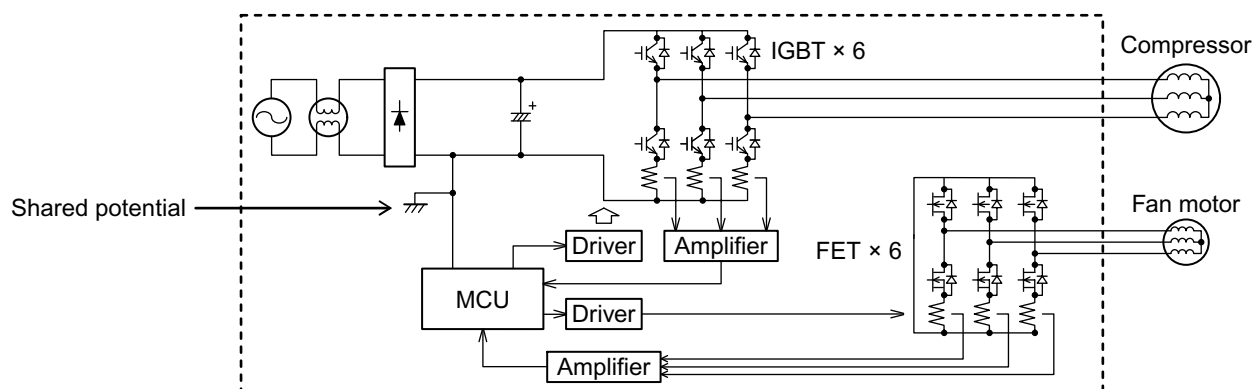 Compressor
IGBT × 6
+
Shared potential
Fan motor
Driver
Amplifier
FET × 6
MCU
Driver
Amplifier